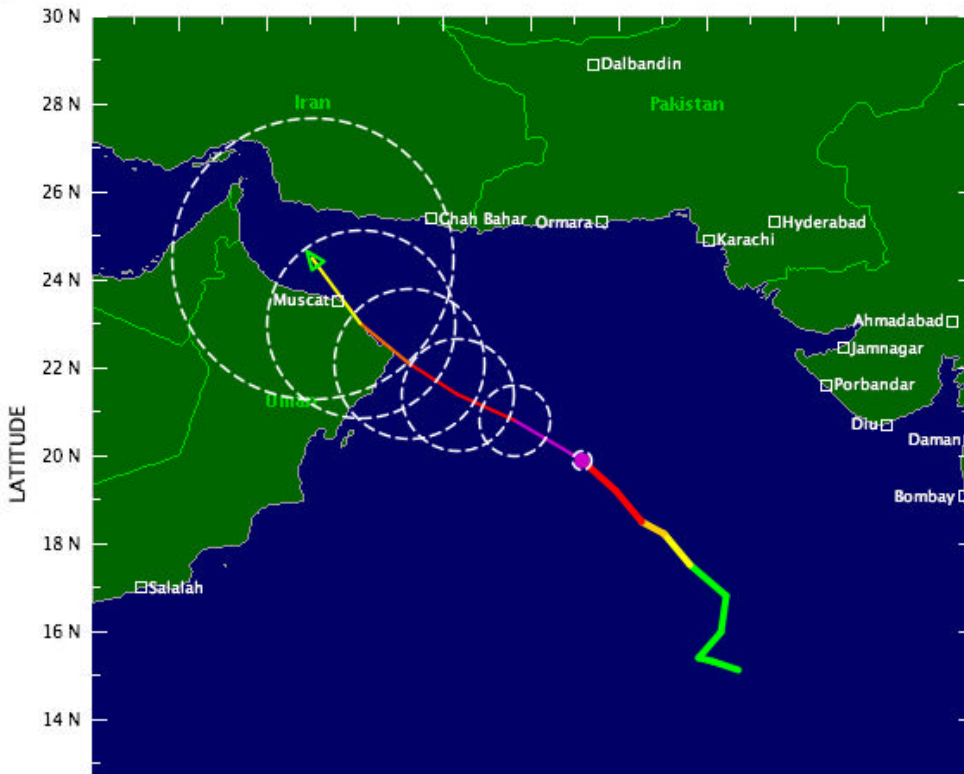 30 N
Dalbandin
28 N
Iran
Pakistan
26 N
Chah Bahar
Ormara
Hyderabad
Karachi
24 N
Muscat
Ahmadabad
Jamnagar
22 N
Porbandar
Oman
Diu
Daman
LATITUDE
20 N
Bombay
18 N
Salalah
16 N
14 N